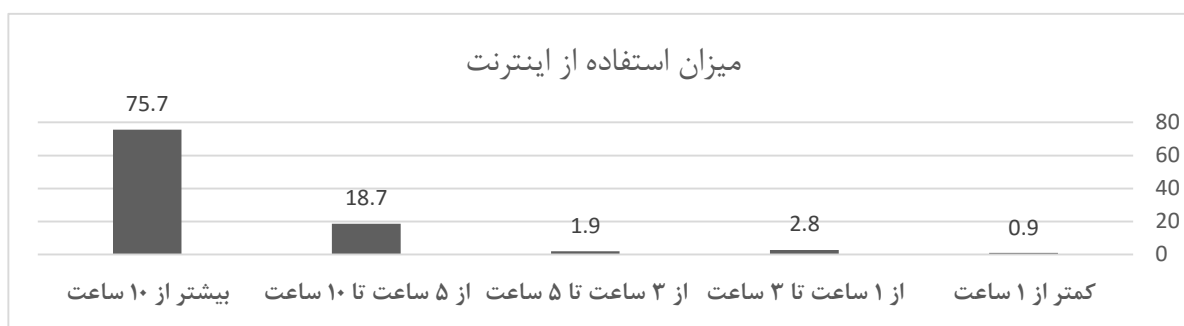 میزان استفاده از اینترنت
75.7
18.7
1.9
2.8
0.9
80
60
40
20
0
کمتر از ۱ ساعت
از ۱ ساعت تا ۳ ساعت
از ۳ ساعت تا ۵ ساعت
از ۵ ساعت تا ۱۰ ساعت
بیشتر از ۱۰ ساعت